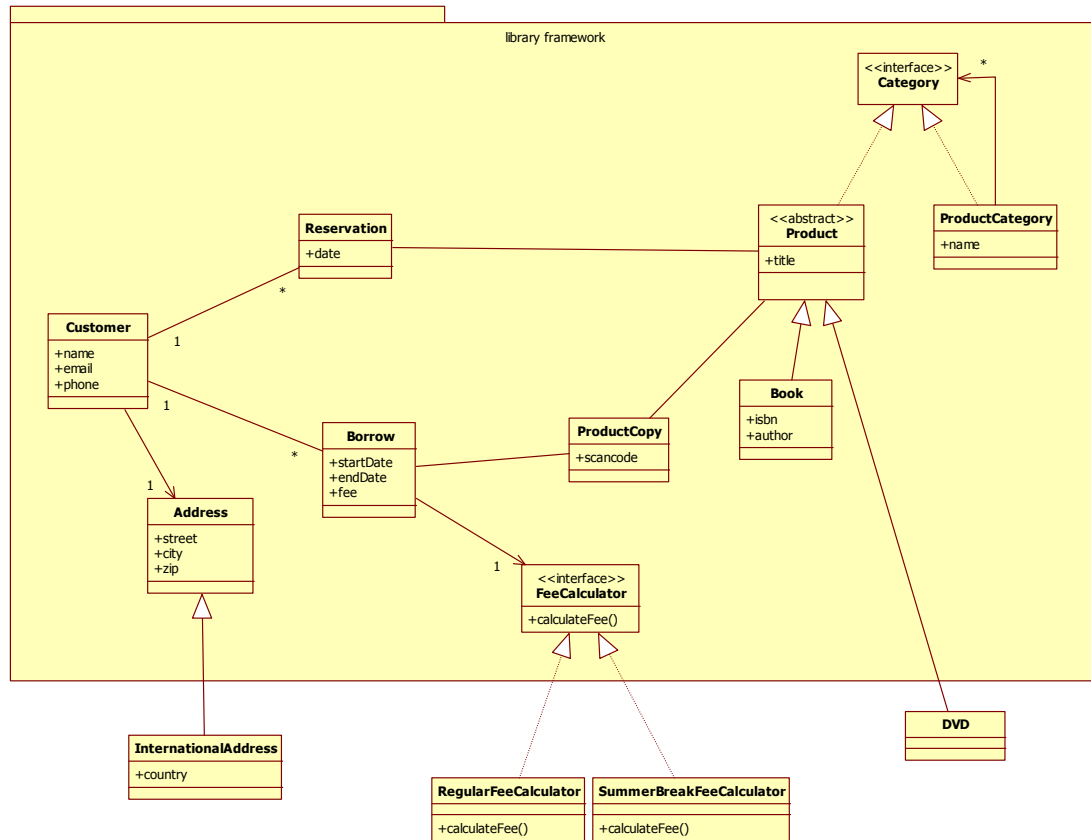 library framework
<<interface>>
Category
*
<<abstract>>
Product
+title
ProductCategory
+name
Reservation
+date
*
1
Customer
+name
+email
+phone
1
*
Borrow
+startDate
+endDate
+fee
ProductCopy
+scancode
Book
+isbn
+author
1
Address
+street
+city
+zip
1
<<interface>>
FeeCalculator
+calculateFee()
InternationalAddress
+country
DVD
RegularFeeCalculator
+calculateFee()
SummerBreakFeeCalculator
+calculateFee()